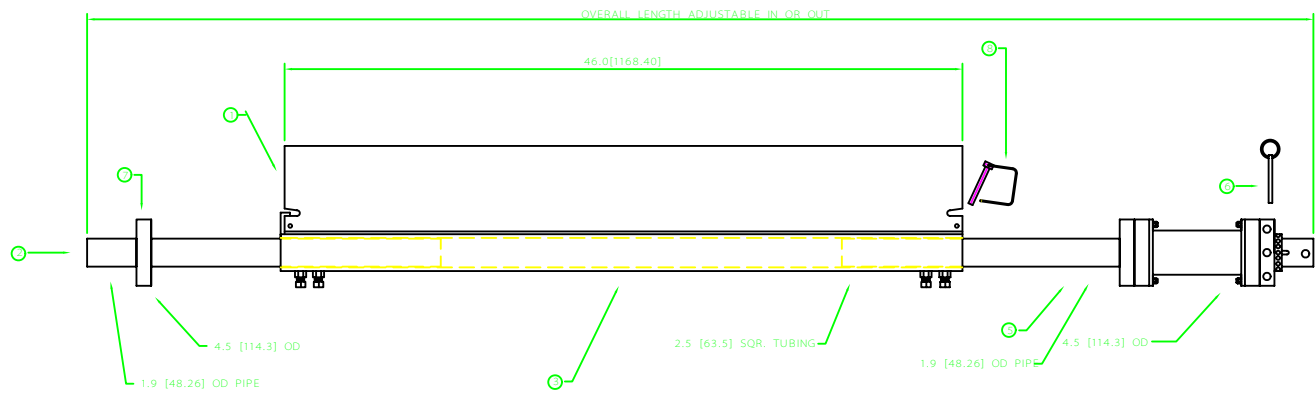 OVERALL LENGTH ADJUSTABLE IN OR OUT
8
46.0[1168.40]
1
7
6
2
5
4.5 [114.3] OD
2.5 [63.5] SQR. TUBING
4.5 [114.3] OD
1.9 [48.26] OD PIPE
3
1.9 [48.26] OD PIPE